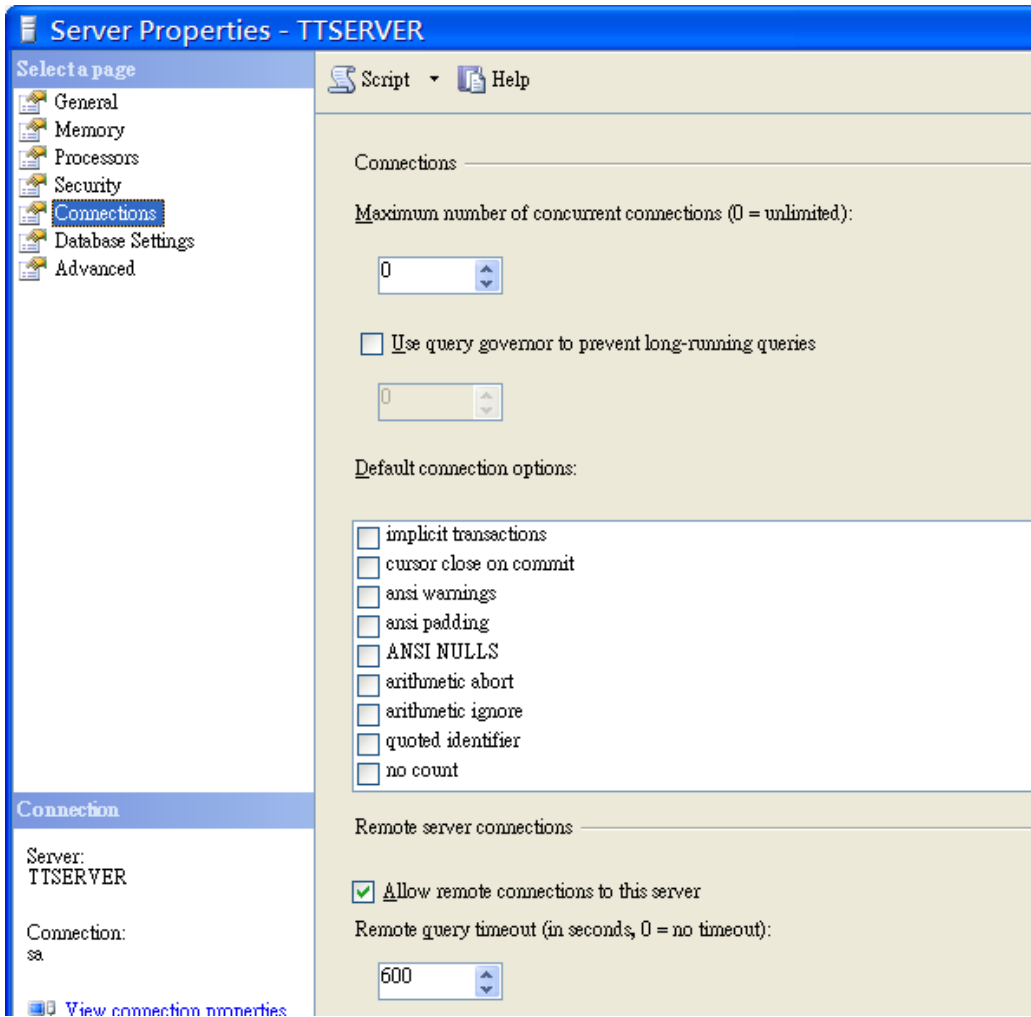 Server Properties - TTSERVER
Select a page
General
Memory
Processors
Security
Connections
Database Settings
Advanced
Script
Help
Connections
Maximum number of concurrent connections (0 = unlimited):
0
Use query governor to prevent long-running queries
0
Default connection options:
implicit transactions
cursor close on commit
ansi warnings
ansi padding
ANSI NULLS
arithmetic abort
arithmetic ignore
quoted identifier
no count
Remote server connections
Allow remote connections to this server
Remote query timeout (in seconds, 0 = no timeout):
600
Connection
Server:
TTSERVER
Connection:
sa
View connection properties